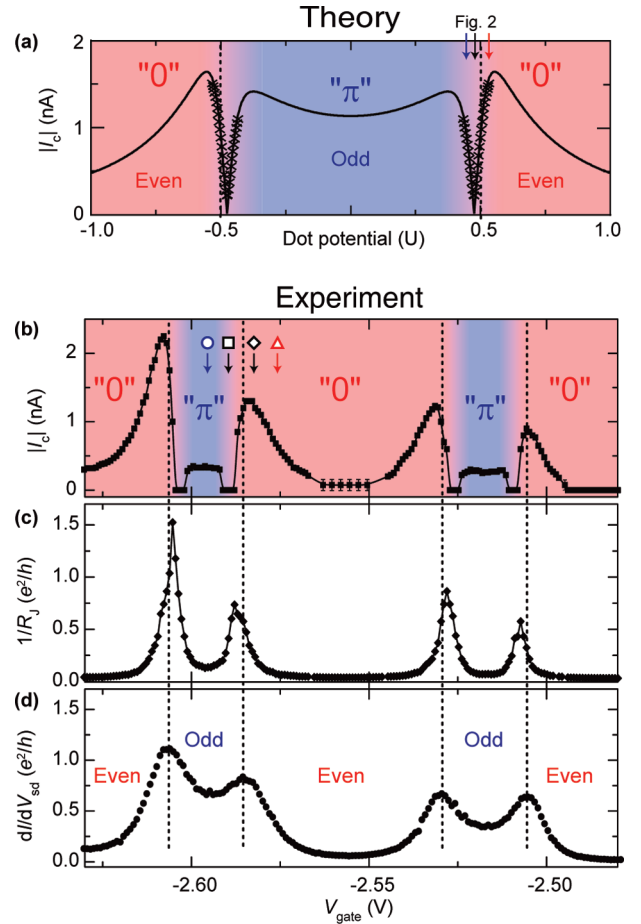 Theory
(a)
Fig. 2
2
1
0
|Ic| (nA)
"0"
"π"
"0"
Even
Odd
Even
-1.0
-0.5
0
0.5
1.0
Dot potential (U)
Experiment
(b)
2
1
0
|Ic| (nA)
"0"
"π"
"0"
"π"
"0"
(c)
1.5
1.0
0.5
0.0
1/RJ (e²/h)
(d)
1.5
1.0
0.5
0.0
dI/dVsd (e²/h)
Even
Odd
Even
Odd
Even
-2.60
-2.55
-2.50
Vgate (V)